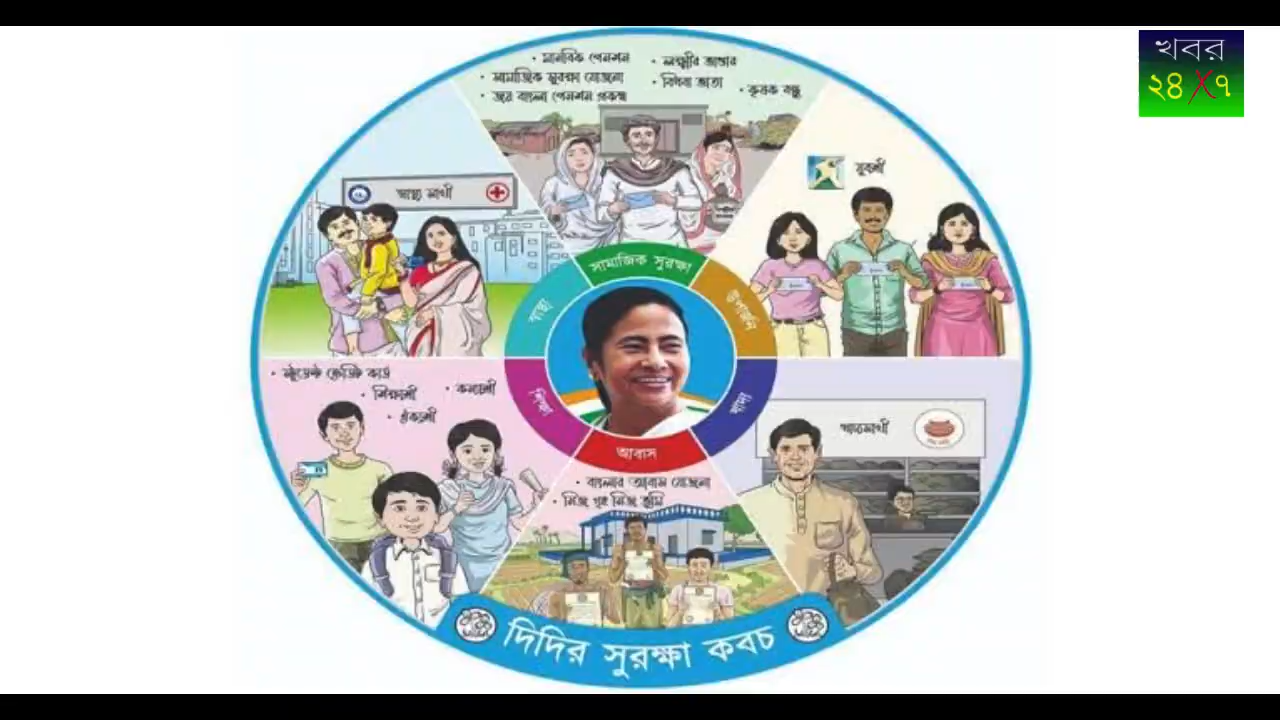 খবর
২৪X৭
• মানবিক পেনশন
• সামাজিক সুরক্ষা যোজনা
• জয় বাংলা পেনশন প্রকল্প
• লক্ষ্মীর ভাণ্ডার
• বিধবা ভাতা
• কৃষক বন্ধু
স্বাস্থ্য সাথী
যুবশ্রী
সামাজিক সুরক্ষা
স্বাস্থ্য
উপার্জন
শিক্ষা
খাদ্য
আবাস
• স্টুডেন্ট ক্রেডিট কার্ড
• শিক্ষাশ্রী
• কন্যাশ্রী
• ঐক্যশ্রী
খাদ্যসাথী
• বাংলার আবাস যোজনা
• নিজ গৃহ নিজ ভূমি
দিদির সুরক্ষা কবচ